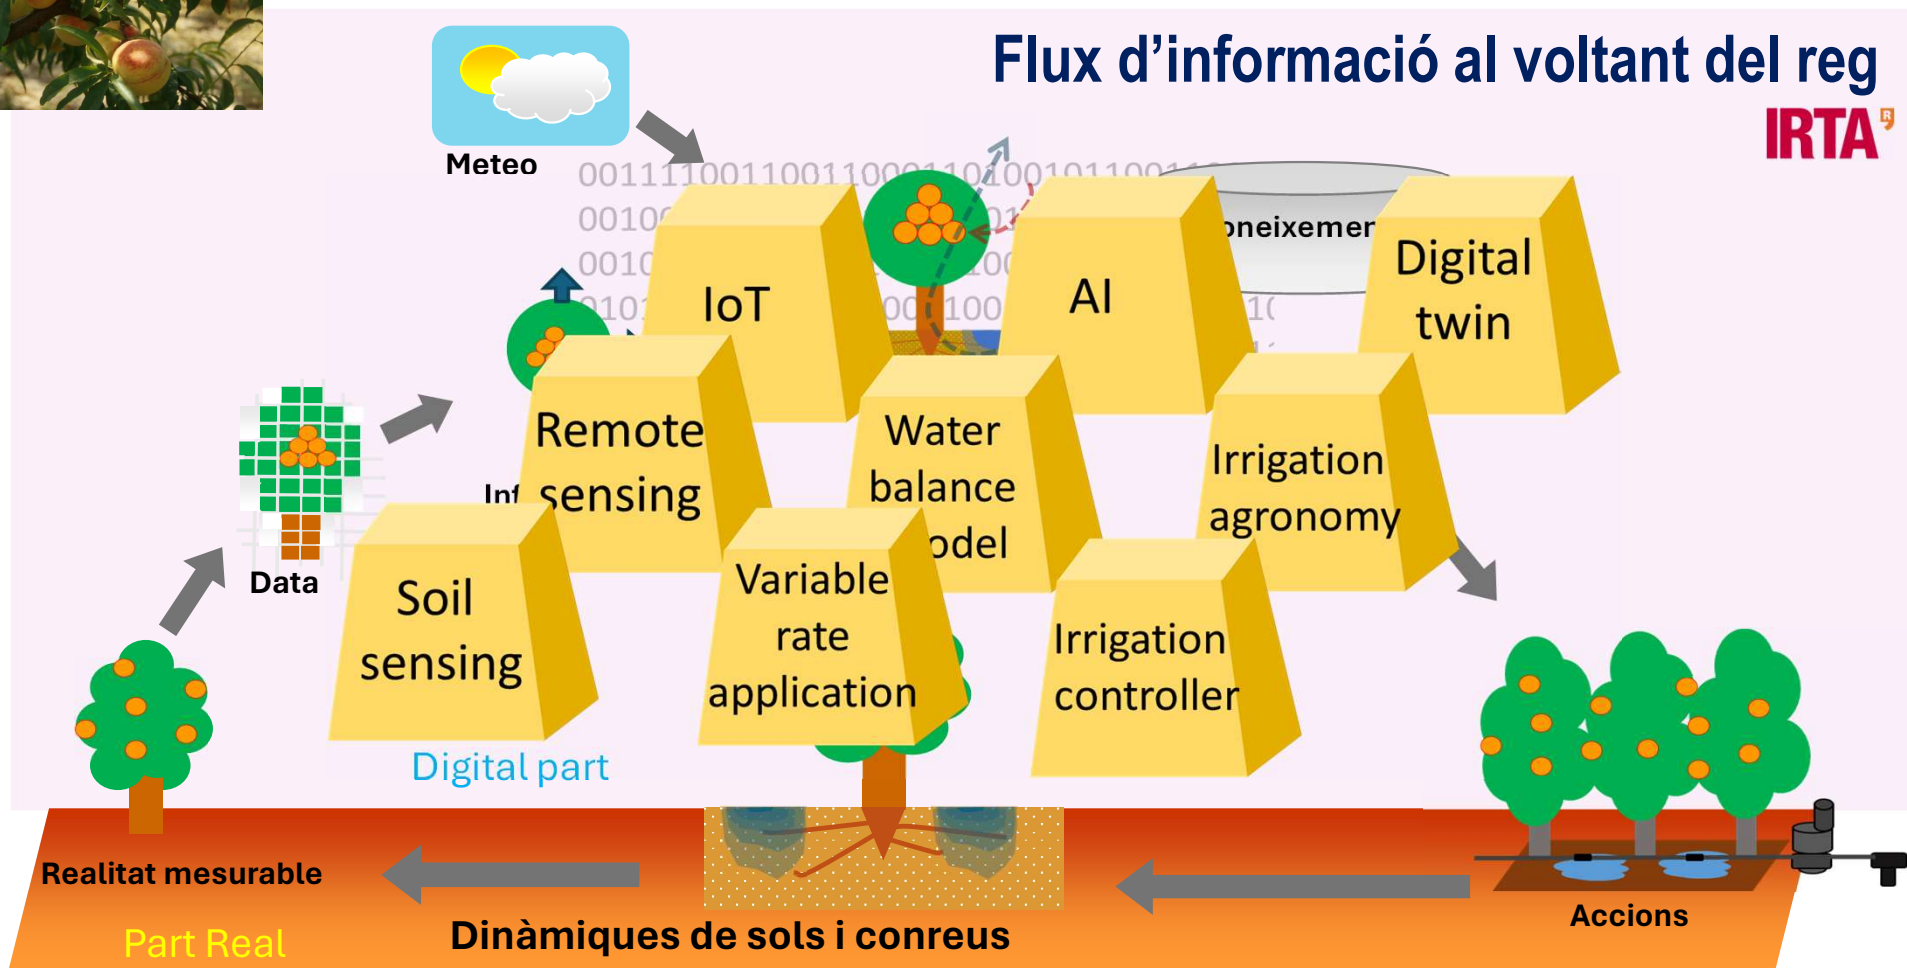 Flux d’informació al voltant del reg
IRTA
R
Meteo
IoT
AI
Digital
twin
Remote
sensing
Water
balance
Irrigation
agronomy
Data
Soil
sensing
Variable
rate
application
Irrigation
controller
Digital part
Realitat mesurable
Accions
Part Real
Dinàmiques de sols i conreus